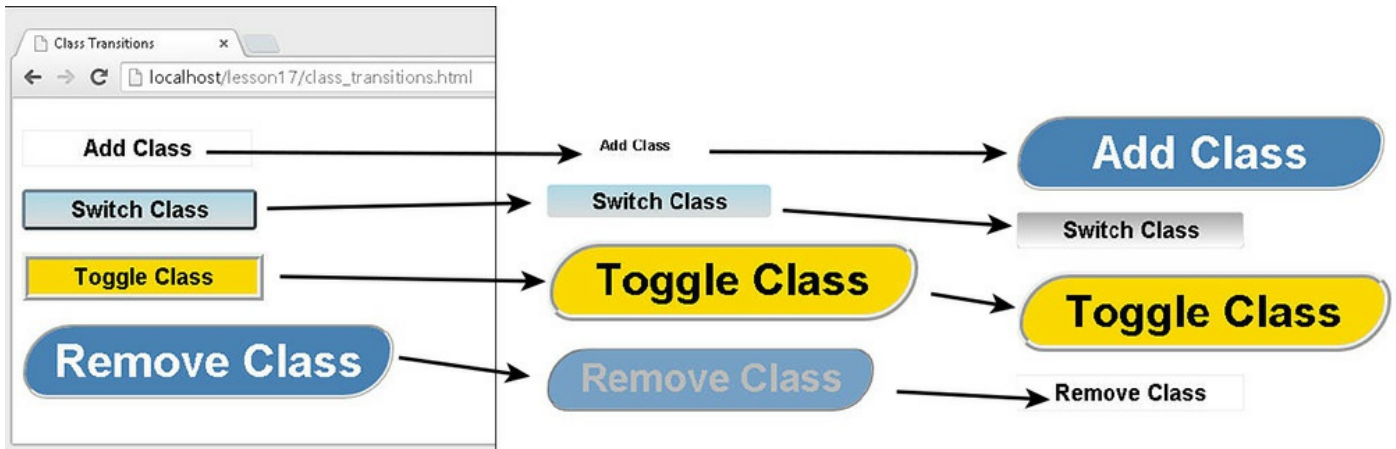 Class Transitions
localhost/lesson17/class_transitions.html
Add Class
Add Class
Add Class
Switch Class
Switch Class
Switch Class
Toggle Class
Toggle Class
Toggle Class
Remove Class
Remove Class
Remove Class